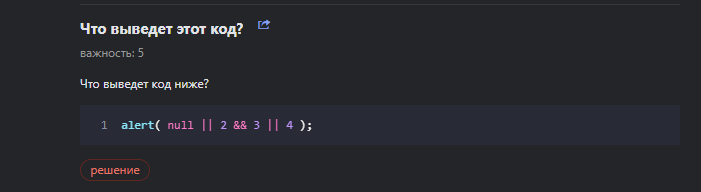 Что выведет этот код?
важность: 5
Что выведет код ниже?
1 alert( null || 2 && 3 || 4 );
решение